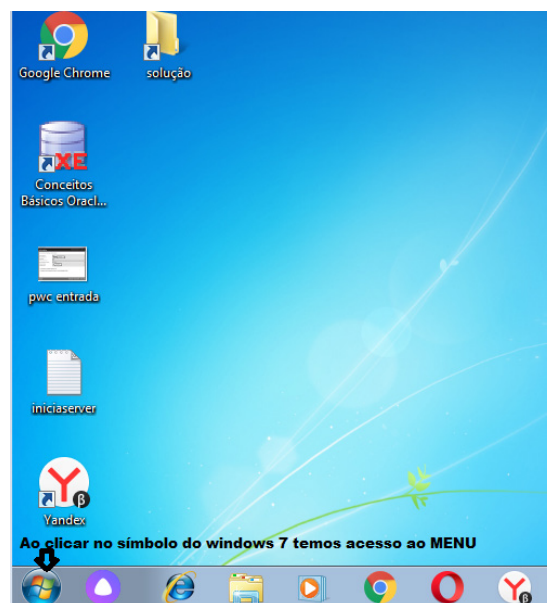 Google Chrome
solução
XE
Conceitos
Básicos Oracl...
pwc entrada
iniciaserver
β
Yandex
Ao clicar no símbolo do windows 7 temos acesso ao MENU
β